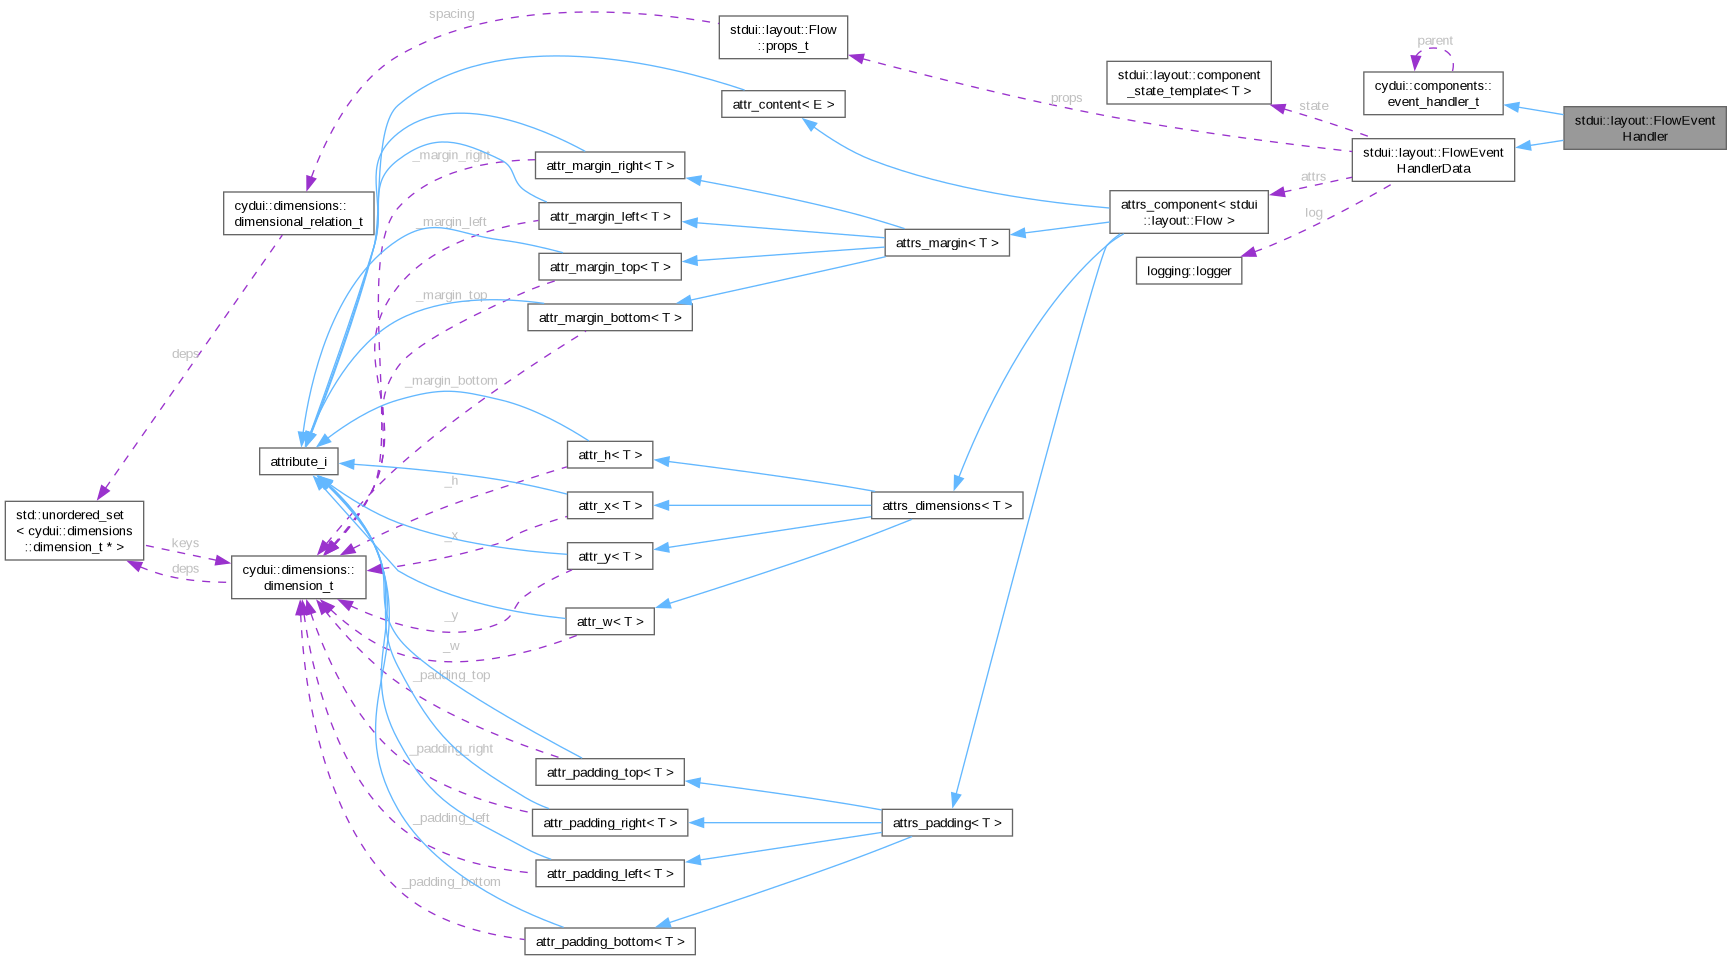 spacing
stdui::layout::Flow
::props_t
parent
stdui::layout::component
_state_template< T >
cydui::components::
event_handler_t
props
attr_content< E >
state
stdui::layout::FlowEvent
Handler
_margin_right
attr_margin_right< T >
stdui::layout::FlowEvent
HandlerData
attrs
cydui::dimensions::
dimensional_relation_t
_margin_left
attr_margin_left< T >
attrs_component< stdui
::layout::Flow >
log
attrs_margin< T >
attr_margin_top< T >
logging::logger
_margin_top
attr_margin_bottom< T >
deps
_margin_bottom
attribute_i
attr_h< T >
_h
attr_x< T >
attrs_dimensions< T >
std::unordered_set
< cydui::dimensions
::dimension_t * >
keys
_x
attr_y< T >
deps
cydui::dimensions::
dimension_t
_y
attr_w< T >
_w
_padding_top
_padding_right
attr_padding_top< T >
_padding_left
attr_padding_right< T >
attrs_padding< T >
attr_padding_left< T >
_padding_bottom
attr_padding_bottom< T >